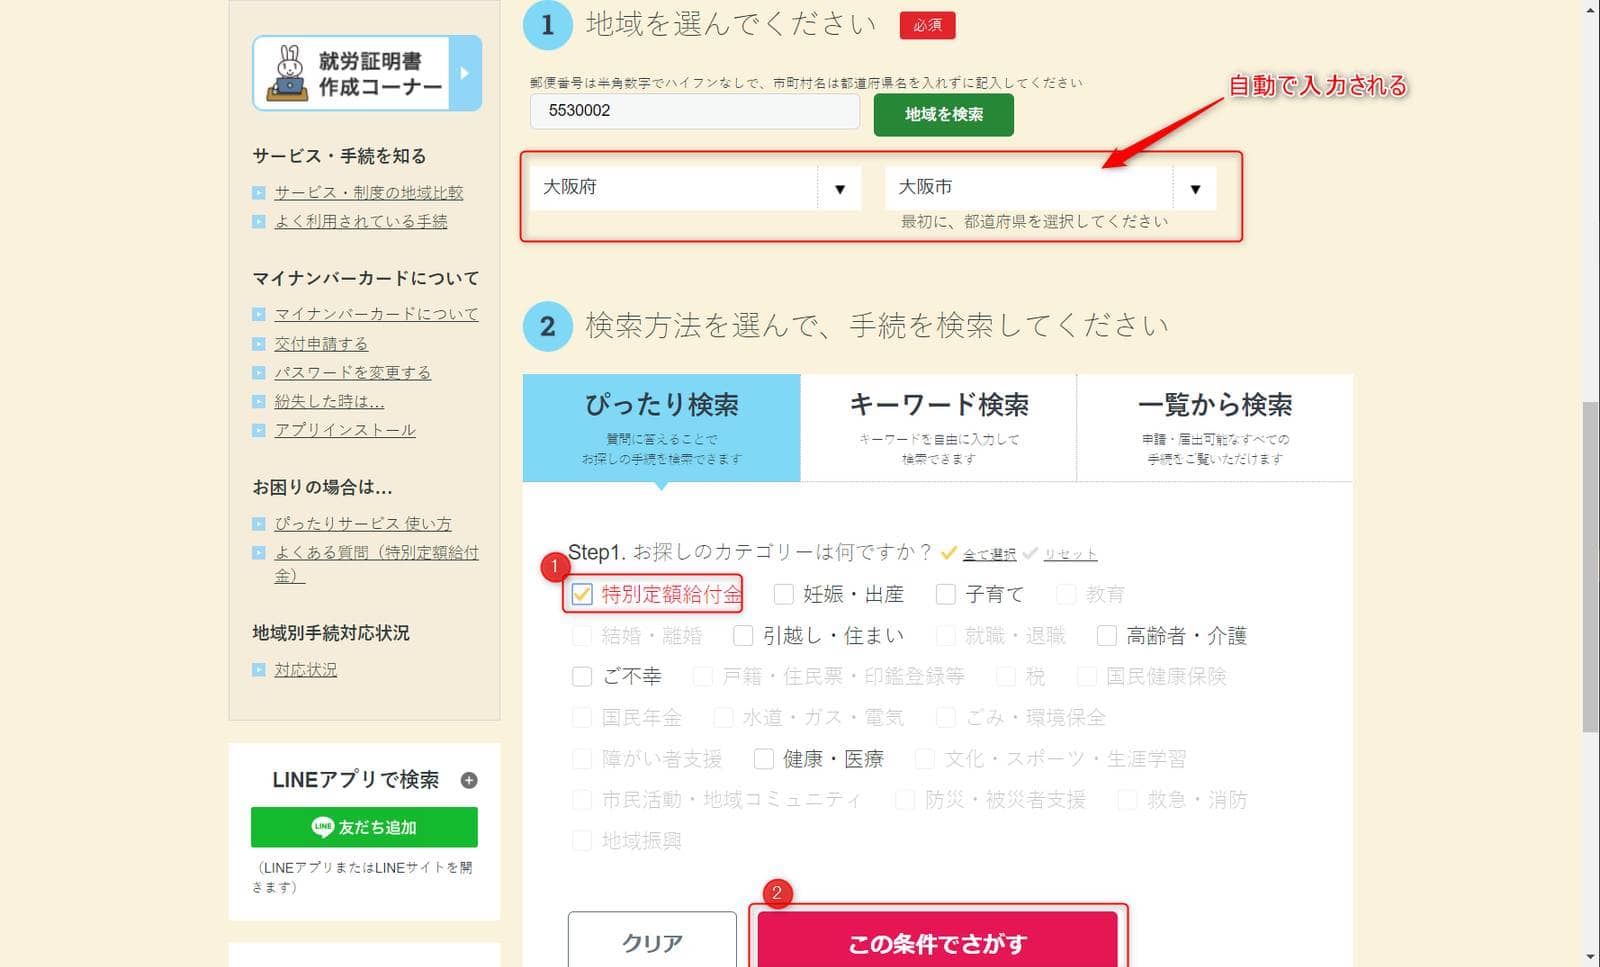 就労証明書
作成コーナー
サービス・手続を知る
サービス・制度の地域比較
よく利用されている手続
マイナンバーカードについて
マイナンバーカードについて
交付申請する
パスワードを変更する
紛失した時は…
アプリインストール
お困りの場合は…
ぴったりサービス 使い方
よくある質問（特別定額給付
金）
地域別手続対応状況
対応状況
LINEアプリで検索
LINE 友だち追加
（LINEアプリまたはLINEサイトを開
きます）
1 地域を選んでください 必須
郵便番号は半角数字でハイフンなしで、市町村名は都道府県名を入れずに記入してください
5530002 地域を検索
自動で入力される
大阪府 ▼ 大阪市 ▼
最初に、都道府県を選択してください
2 検索方法を選んで、手続を検索してください
ぴったり検索
質問に答えることで
お探しの手続を検索できます
キーワード検索
キーワードを自由に入力して
検索できます
一覧から検索
申請・届出可能なすべての
手続をご覧いただけます
Step1. お探しのカテゴリーは何ですか？ 全て選択 リセット
1
特別定額給付金 妊娠・出産 子育て 教育
結婚・離婚 引越し・住まい 就職・退職 高齢者・介護
ご不幸 戸籍・住民票・印鑑登録等 税 国民健康保険
国民年金 水道・ガス・電気 ごみ・環境保全
障がい者支援 健康・医療 文化・スポーツ・生涯学習
市民活動・地域コミュニティ 防災・被災者支援 救急・消防
地域振興
2
クリア この条件でさがす